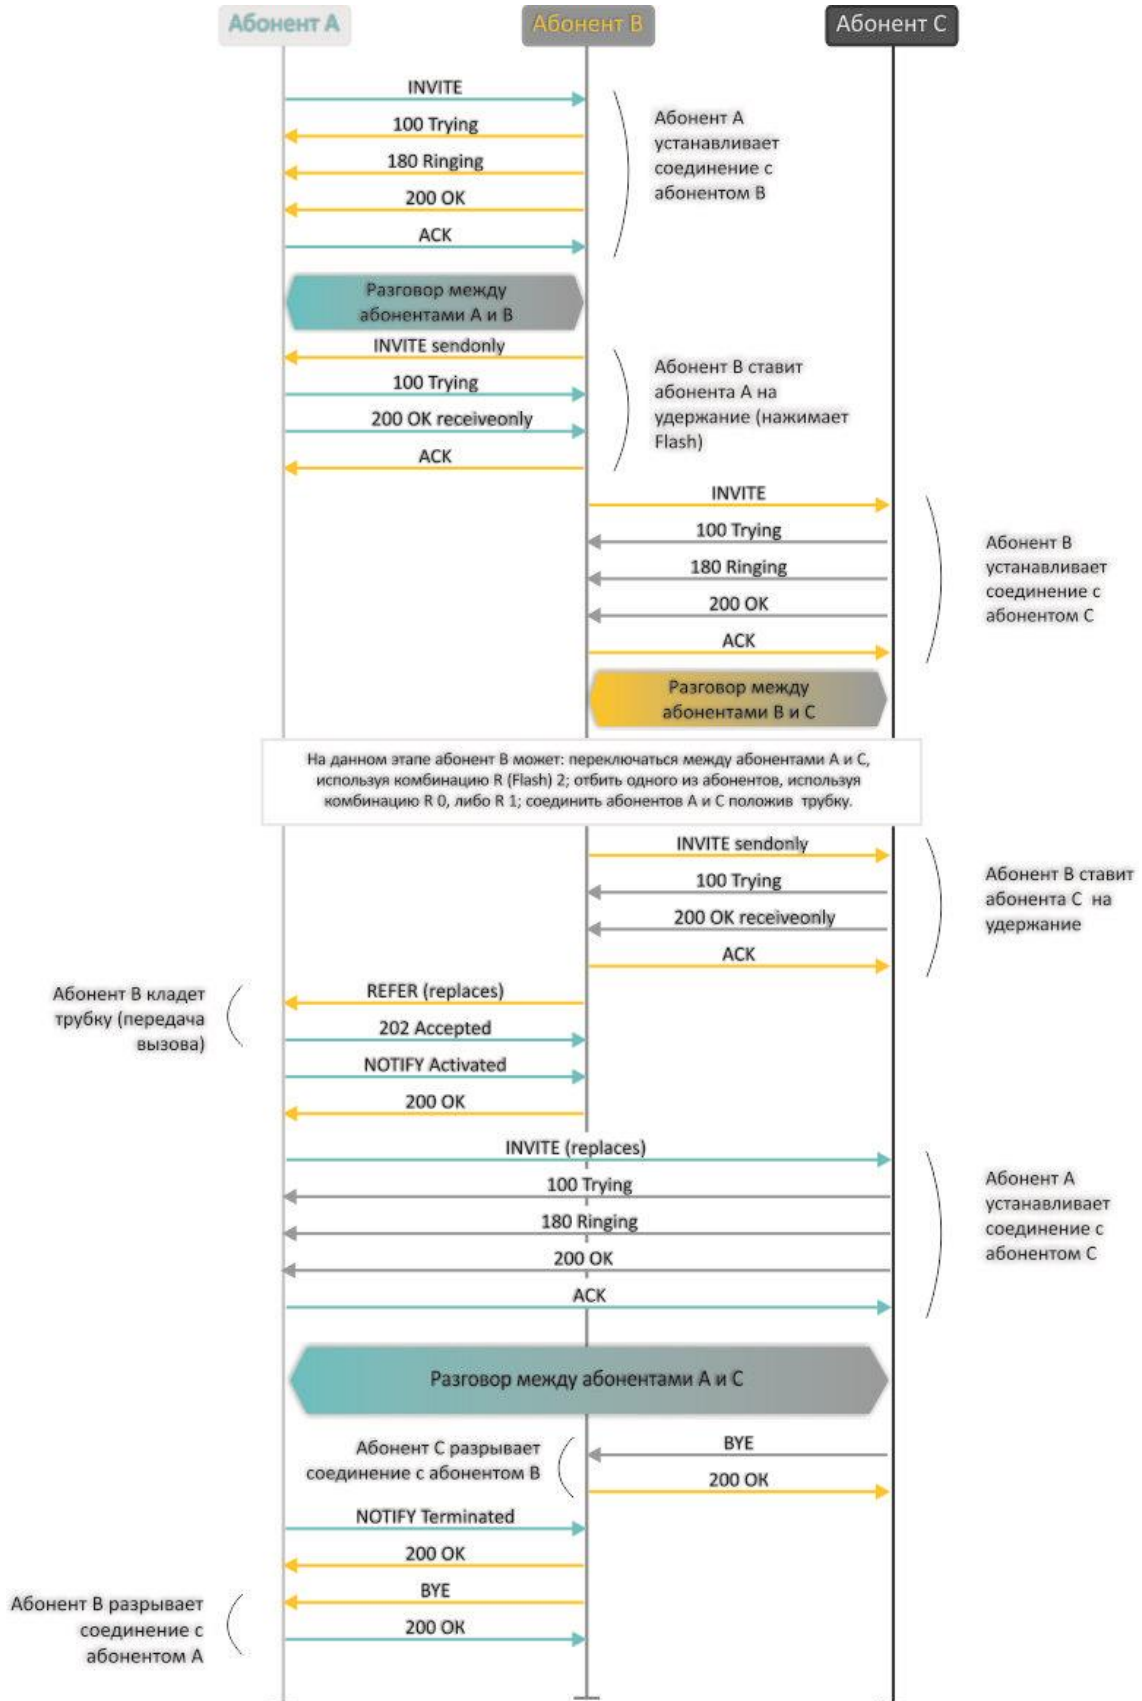 Абонент А
Абонент В
Абонент С
INVITE
100 Trying
180 Ringing
200 OK
ACK
Абонент А
устанавливает
соединение с
абонентом В
Разговор между
абонентами А и В
INVITE sendonly
100 Trying
200 OK receiveonly
ACK
Абонент В ставит
абонента А на
удержание (нажимает
Flash)
INVITE
100 Trying
180 Ringing
200 OK
ACK
Абонент В
устанавливает
соединение с
абонентом С
Разговор между
абонентами В и С
На данном этапе абонент В может: переключаться между абонентами А и С,
используя комбинацию R (Flash) 2; отбить одного из абонентов, используя
комбинацию R 0, либо R 1; соединить абонентов А и С положив трубку.
INVITE sendonly
100 Trying
200 OK receiveonly
ACK
Абонент В ставит
абонента С на
удержание
Абонент В кладет
трубку (передача
вызова)
REFER (replaces)
202 Accepted
NOTIFY Activated
200 OK
INVITE (replaces)
100 Trying
180 Ringing
200 OK
ACK
Абонент А
устанавливает
соединение с
абонентом С
Разговор между абонентами А и С
Абонент С разрывает
соединение с абонентом В
BYE
200 OK
NOTIFY Terminated
200 OK
BYE
200 OK
Абонент В разрывает
соединение с
абонентом А